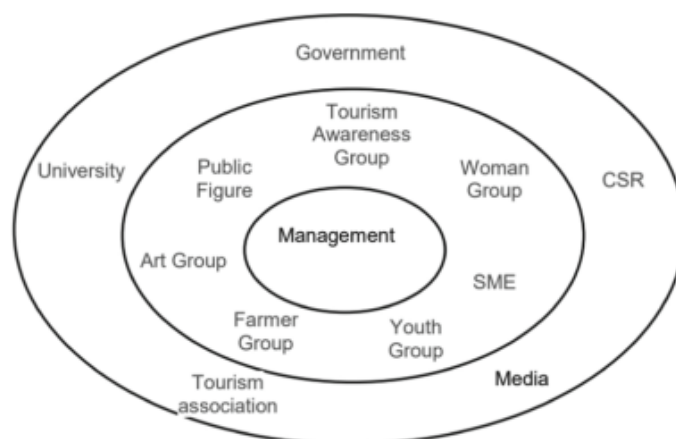 Government
Tourism
Awareness
Group
University
Public
Figure
Woman
Group
CSR
Management
Art Group
SME
Farmer
Group
Youth
Group
Tourism
association
Media